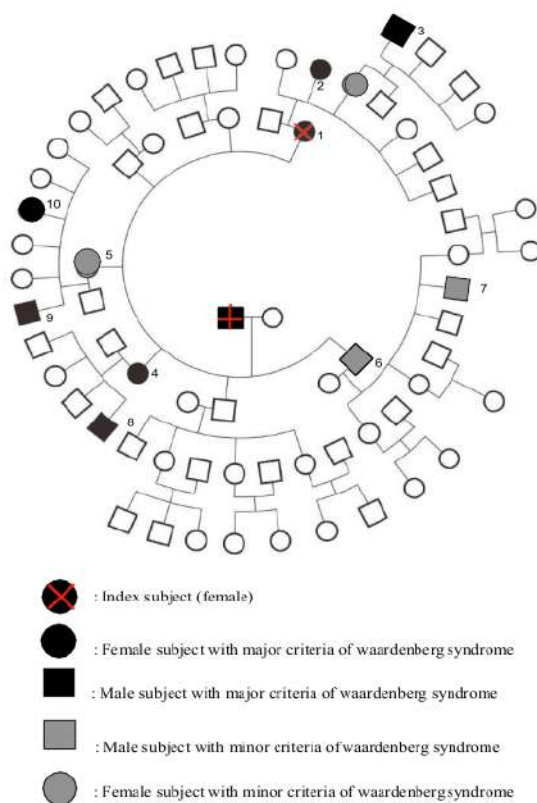 3
2
1
10
5
7
9
6
4
8
: Index subject (female)
: Female subject with major criteria of waardenberg syndrome
: Male subject with major criteria of waardenberg syndrome
: Male subject with minor criteria of waardenberg syndrome
: Female subject with minor criteria of waardenberg syndrome